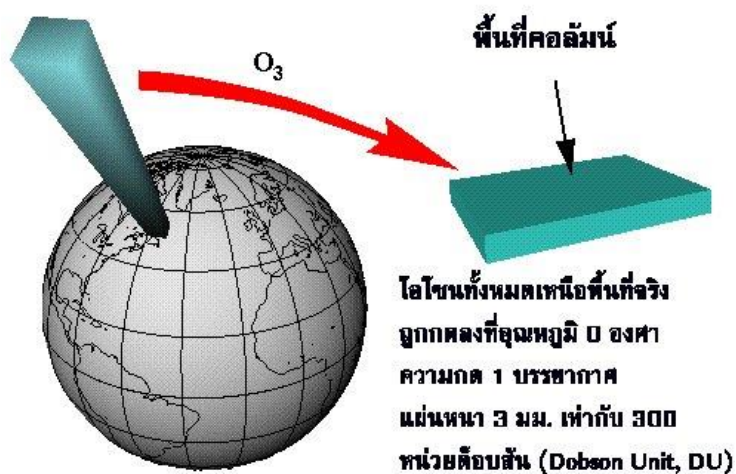 พื้นที่คอลัมน์
O₃
โอโซนทั้งหมดเหนือพื้นที่จริง
ถูกกดลงที่อุณหภูมิ 0 องศา
ความกด 1 บรรยากาศ
แผ่นหนา 3 มม. เท่ากับ 300
หน่วยด๊อบสัน (Dobson Unit, DU)